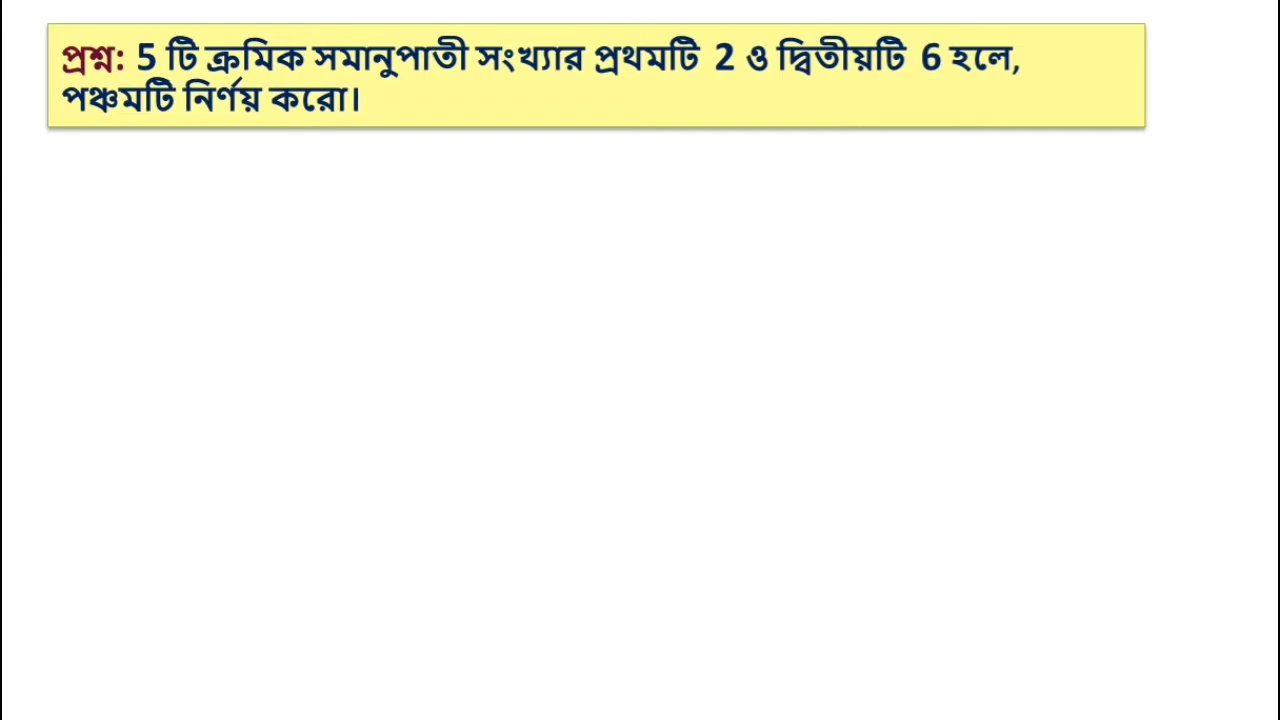 প্রশ্ন: 5 টি ক্রমিক সমানুপাতী সংখ্যার প্রথমটি 2 ও দ্বিতীয়টি 6 হলে,
পঞ্চমটি নির্ণয় করো।